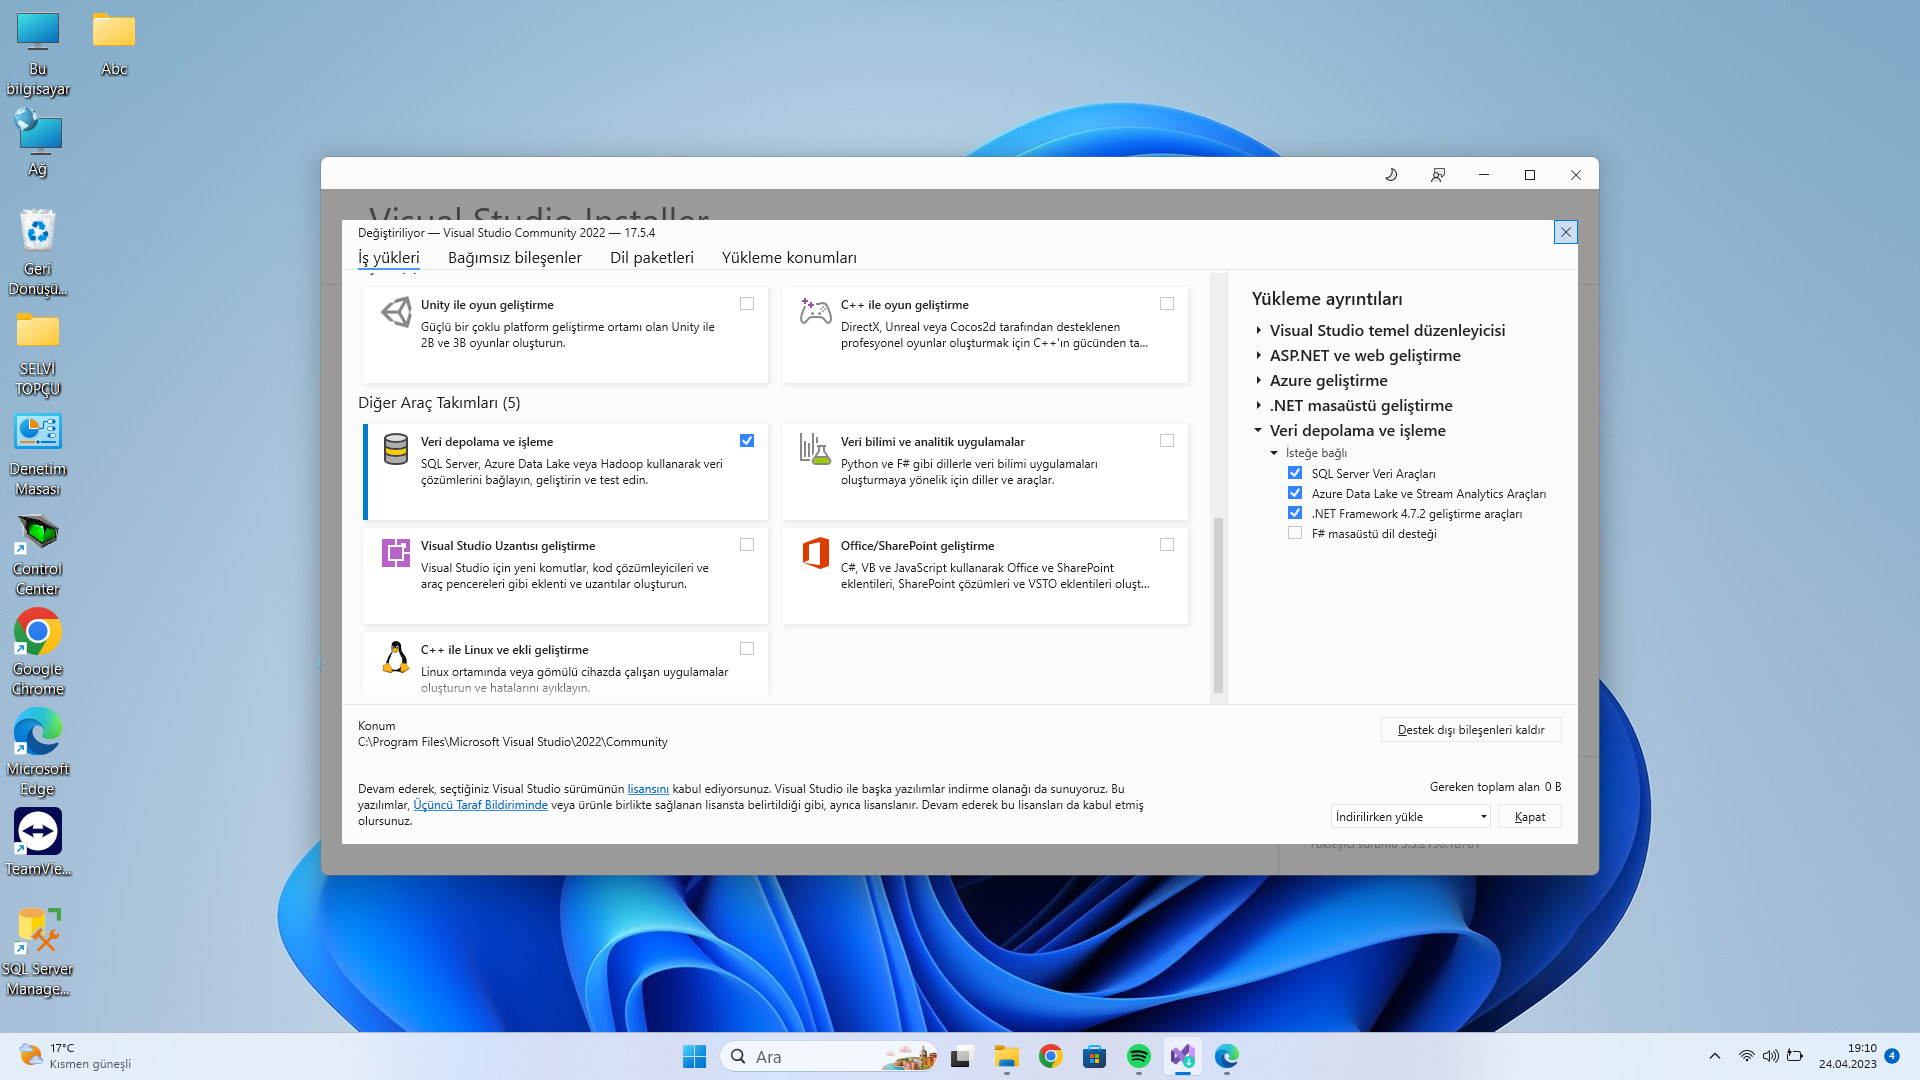 Bu
bilgisayar
Abc
Ağ
Geri
Dönüşü...
SELVİ
TOPÇU
Denetim
Masası
Control
Center
Google
Chrome
Microsoft
Edge
TeamVie...
SQL Server
Manage...
Visual Studio Installer
Değiştiriliyor — Visual Studio Community 2022 — 17.5.4
İş yükleri
Bağımsız bileşenler
Dil paketleri
Yükleme konumları
Unity ile oyun geliştirme
Güçlü bir çoklu platform geliştirme ortamı olan Unity ile
2B ve 3B oyunlar oluşturun.
C++ ile oyun geliştirme
DirectX, Unreal veya Cocos2d tarafından desteklenen
profesyonel oyunlar oluşturmak için C++'ın gücünden ta...
Diğer Araç Takımları (5)
Veri depolama ve işleme
SQL Server, Azure Data Lake veya Hadoop kullanarak veri
çözümlerini bağlayın, geliştirin ve test edin.
Veri bilimi ve analitik uygulamalar
Python ve F# gibi dillerle veri bilimi uygulamaları
oluşturmaya yönelik için diller ve araçlar.
Visual Studio Uzantısı geliştirme
Visual Studio için yeni komutlar, kod çözümleyicileri ve
araç pencereleri gibi eklenti ve uzantılar oluşturun.
Office/SharePoint geliştirme
C#, VB ve JavaScript kullanarak Office ve SharePoint
eklentileri, SharePoint çözümleri ve VSTO eklentileri oluşt...
C++ ile Linux ve ekli geliştirme
Linux ortamında veya gömülü cihazda çalışan uygulamalar
oluşturun ve hatalarını ayıklayın.
Yükleme ayrıntıları
Visual Studio temel düzenleyicisi
ASP.NET ve web geliştirme
Azure geliştirme
.NET masaüstü geliştirme
Veri depolama ve işleme
İsteğe bağlı
SQL Server Veri Araçları
Azure Data Lake ve Stream Analytics Araçları
.NET Framework 4.7.2 geliştirme araçları
F# masaüstü dil desteği
Konum
C:\Program Files\Microsoft Visual Studio\2022\Community
Destek dışı bileşenleri kaldır
Devam ederek, seçtiğiniz Visual Studio sürümünün lisansını kabul ediyorsunuz. Visual Studio ile başka yazılımlar indirme olanağı da sunuyoruz. Bu
yazılımlar, Üçüncü Taraf Bildiriminde veya ürünle birlikte sağlanan lisansta belirtildiği gibi, ayrıca lisanslanır. Devam ederek bu lisansları da kabul etmiş
olursunuz.
Gereken toplam alan 0 B
İndirilirken yükle
Kapat
17°C
Kısmen güneşli
Ara
19:10
24.04.2023
4